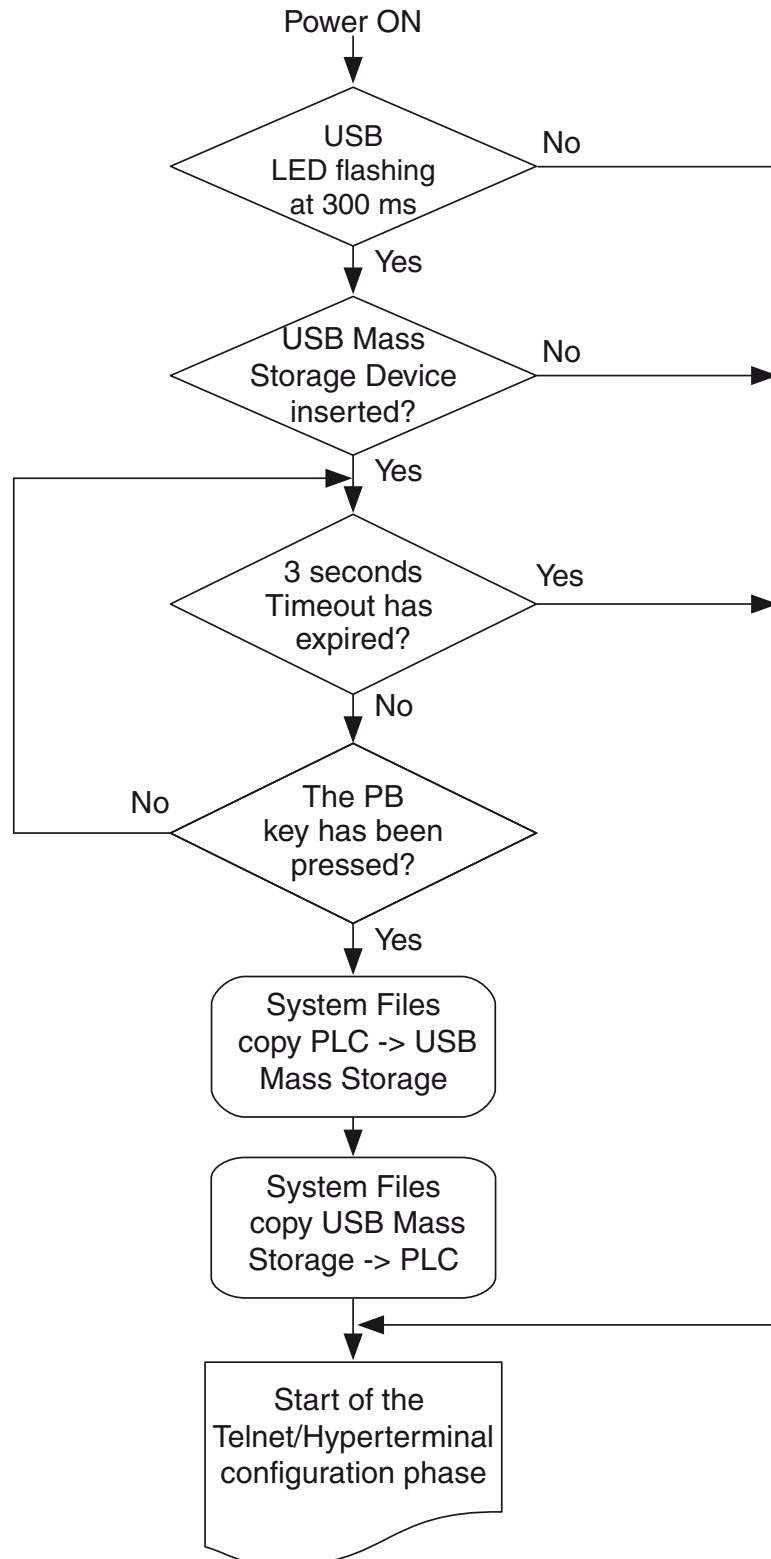 Power ON
USB
LED flashing
at 300 ms
No
Yes
USB Mass
Storage Device
inserted?
No
Yes
3 seconds
Timeout has
expired?
Yes
No
The PB
key has been
pressed?
No
Yes
System Files
copy PLC -> USB
Mass Storage
System Files
copy USB Mass
Storage -> PLC
Start of the
Telnet/Hyperterminal
configuration phase